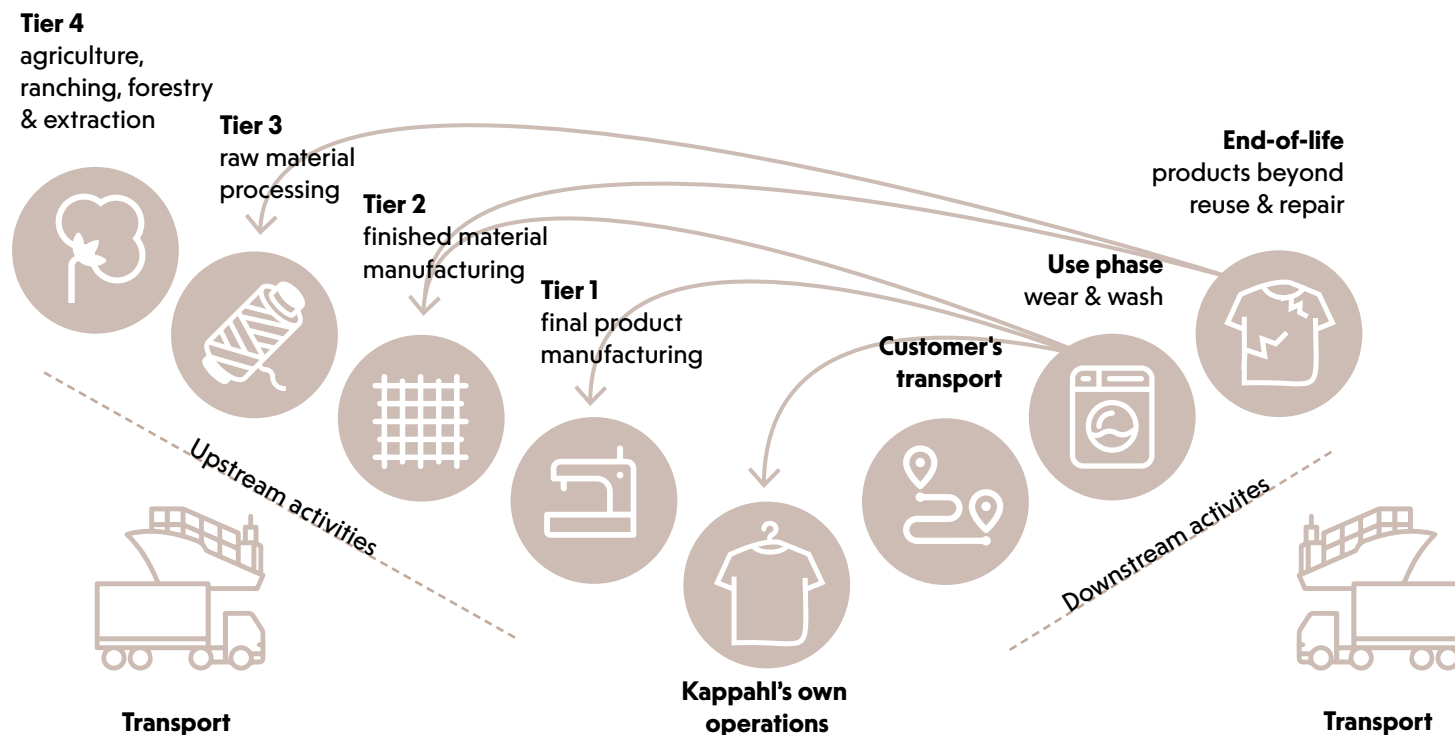 Tier 4
agriculture,
ranching, forestry
& extraction
Tier 3
raw material
processing
Tier 2
finished material
manufacturing
Tier 1
final product
manufacturing
Kappahl’s own
operations
Customer's
transport
Use phase
wear & wash
End-of-life
products beyond
reuse & repair
Upstream activities
Downstream activites
Transport
Transport